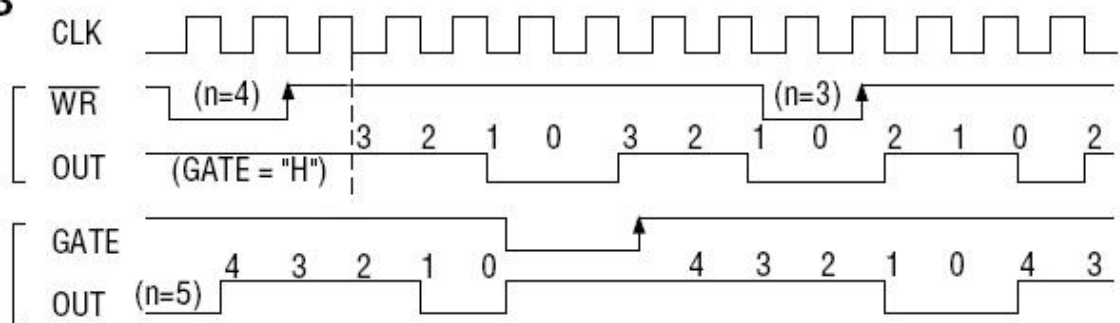 CLK
WR (n=4) (n=3)
3 2 1 0 3 2 1 0 2 1 0 2
OUT (GATE = "H")
GATE
4 3 2 1 0 4 3 2 1 0 4 3
OUT (n=5)